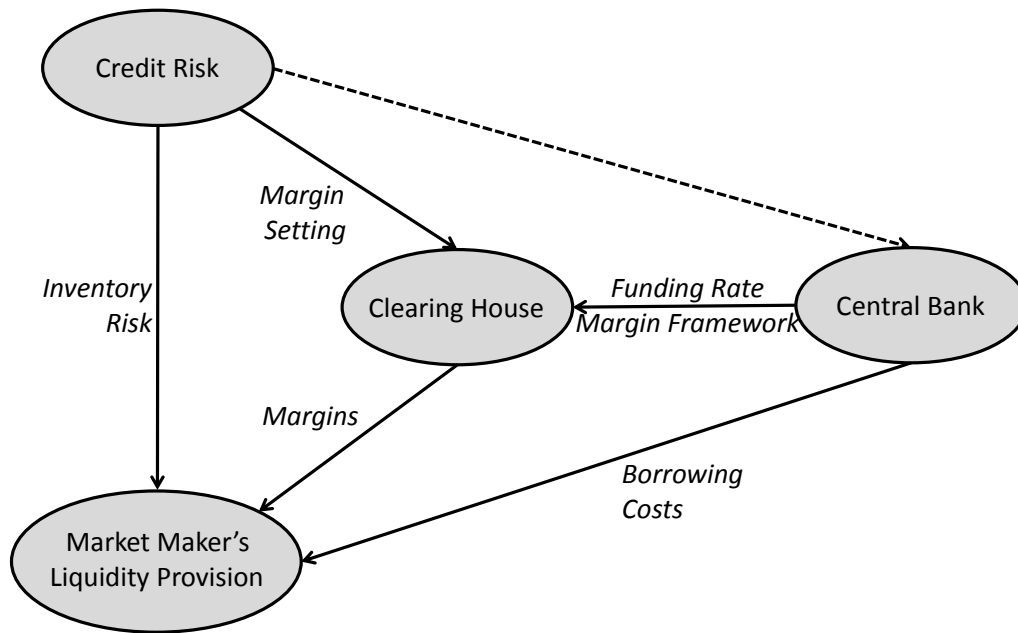 Credit Risk
Margin
Setting
Inventory
Risk
Clearing House
Funding Rate
Margin Framework
Central Bank
Margins
Borrowing
Costs
Market Maker’s
Liquidity Provision